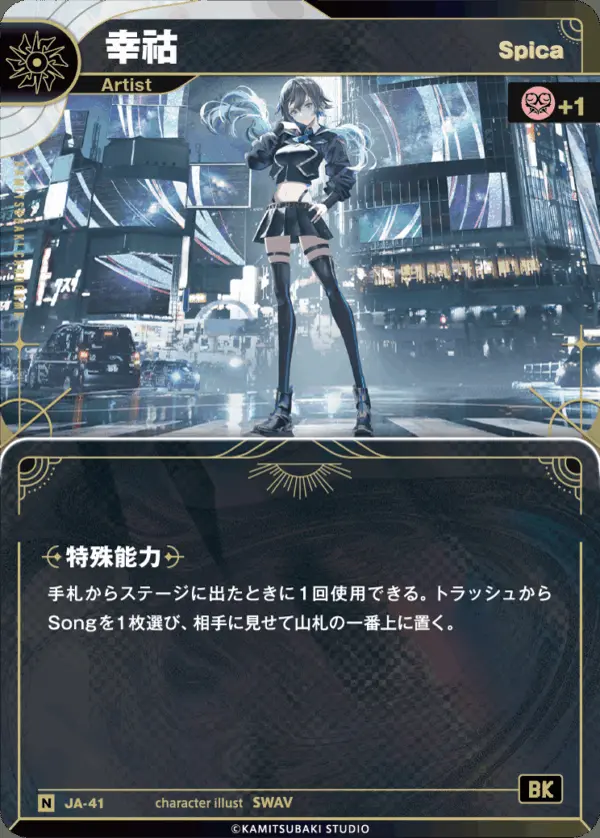 幸祜
Spica
Artist
+1
特殊能力
手札からステージに出たときに1回使用できる。トラッシュから
Songを1枚選び、相手に見せて山札の一番上に置く。
BK
N JA-41 character illust SWAV
©KAMITSUBAKI STUDIO